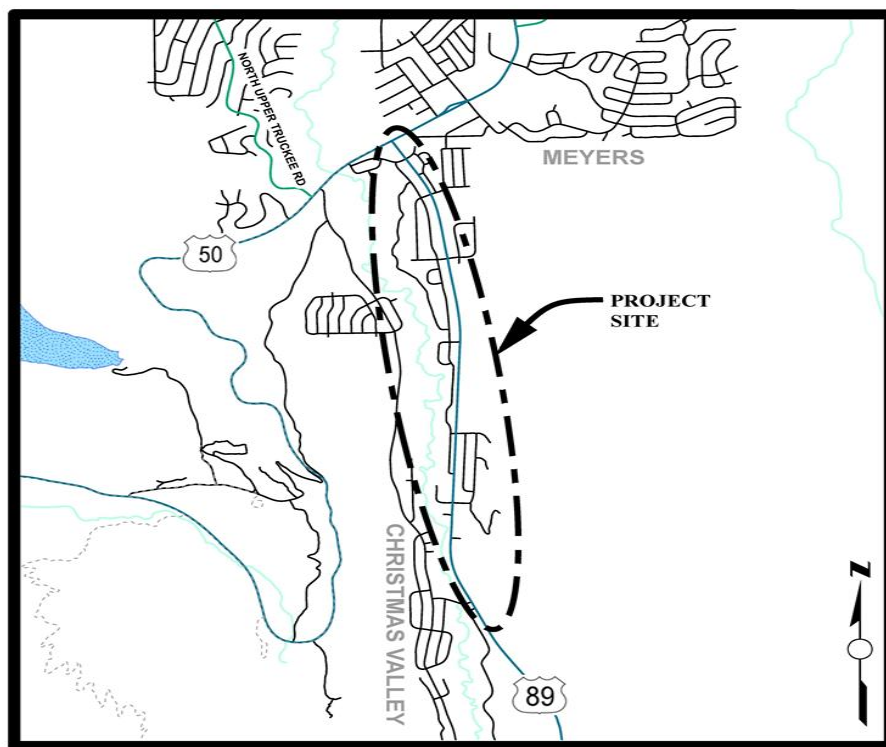 NORTH UPPER TRUCKEE RD
MEYERS
50
PROJECT
SITE
CHRISTMAS VALLEY
89
N